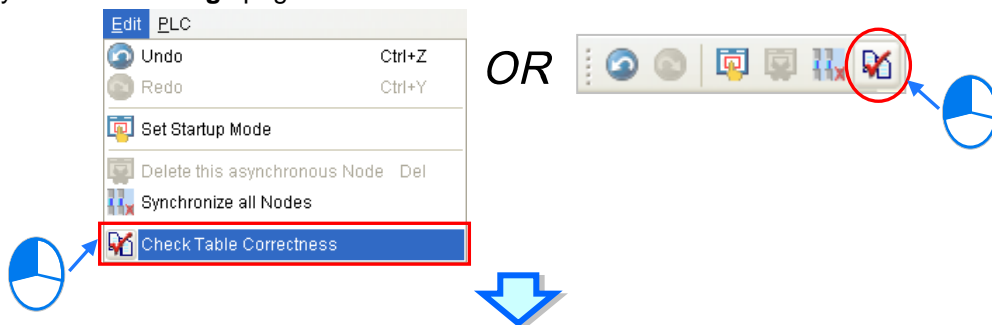 Edit PLC
Undo Ctrl+Z
Redo Ctrl+Y
Set Startup Mode
Delete this asynchronous Node Del
Synchronize all Nodes
Check Table Correctness
OR